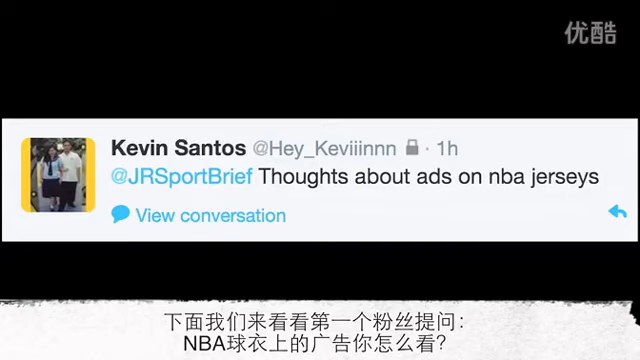 优酷
Kevin Santos @Hey_Keviiinnn · 1h
@JRSportBrief Thoughts about ads on nba jerseys
View conversation
下面我们来看看第一个粉丝提问：
NBA球衣上的广告你怎么看？